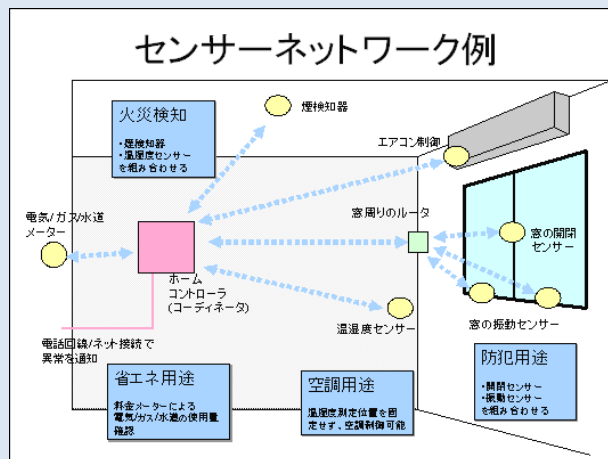 センサーネットワーク例
火災検知
・煙検知器
・温湿度センサー
を組み合わせる
煙検知器
エアコン制御
電気/ガス/水道
メーター
窓周りのルータ
窓の開閉
センサー
ホーム
コントローラ
(コーディネータ)
温湿度センサー
窓の振動センサー
電話回線/ネット接続で
異常を通知
省エネ用途
料金メーターによる
電気/ガス/水道の使用量
確認
空調用途
温湿度測定位置を固
定せず、空調制御可能
防犯用途
・開閉センサー
・振動センサー
を組み合わせる